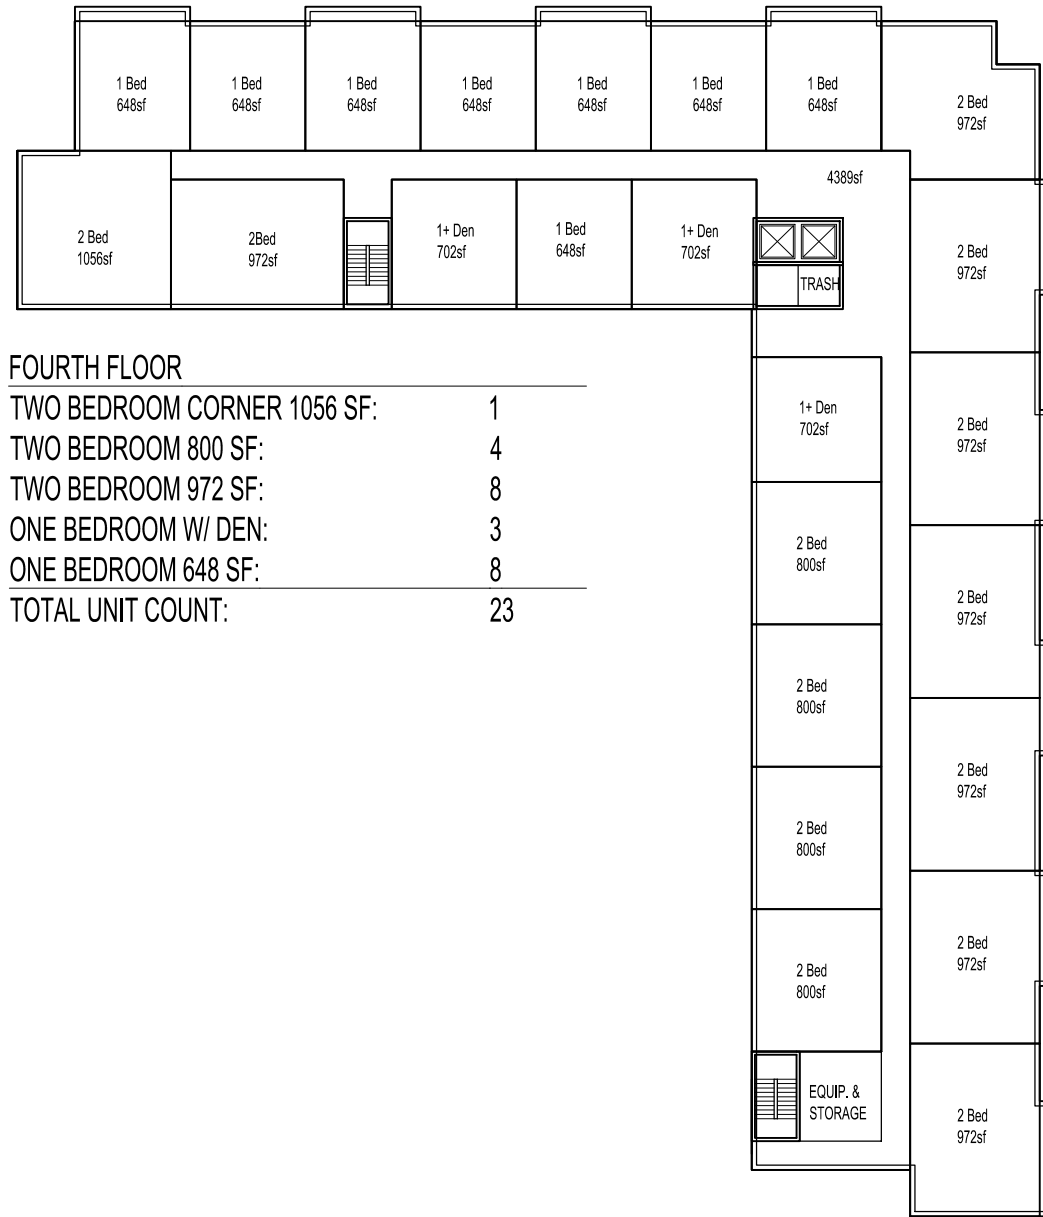 1 Bed
648sf
1 Bed
648sf
1 Bed
648sf
1 Bed
648sf
1 Bed
648sf
1 Bed
648sf
1 Bed
648sf
2 Bed
972sf
4389sf
2 Bed
1056sf
2Bed
972sf
1+ Den
702sf
1 Bed
648sf
1+ Den
702sf
TRASH
2 Bed
972sf
FOURTH FLOOR
TWO BEDROOM CORNER 1056 SF: 1
TWO BEDROOM 800 SF: 4
TWO BEDROOM 972 SF: 8
ONE BEDROOM W/ DEN: 3
ONE BEDROOM 648 SF: 8
TOTAL UNIT COUNT: 23
1+ Den
702sf
2 Bed
972sf
2 Bed
800sf
2 Bed
972sf
2 Bed
800sf
2 Bed
972sf
2 Bed
800sf
2 Bed
972sf
2 Bed
800sf
EQUIP. &
STORAGE
2 Bed
972sf